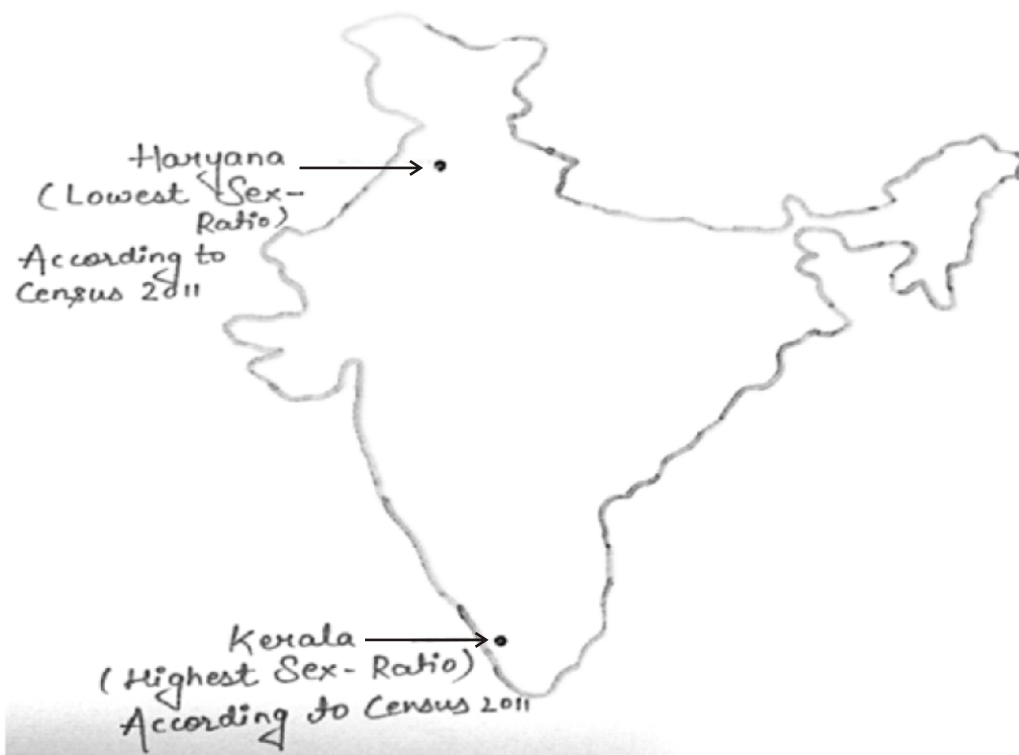 Haryana
(Lowest Sex-
Ratio)
According to
Census 2011
Kerala
(Highest Sex-Ratio)
According to Census 2011